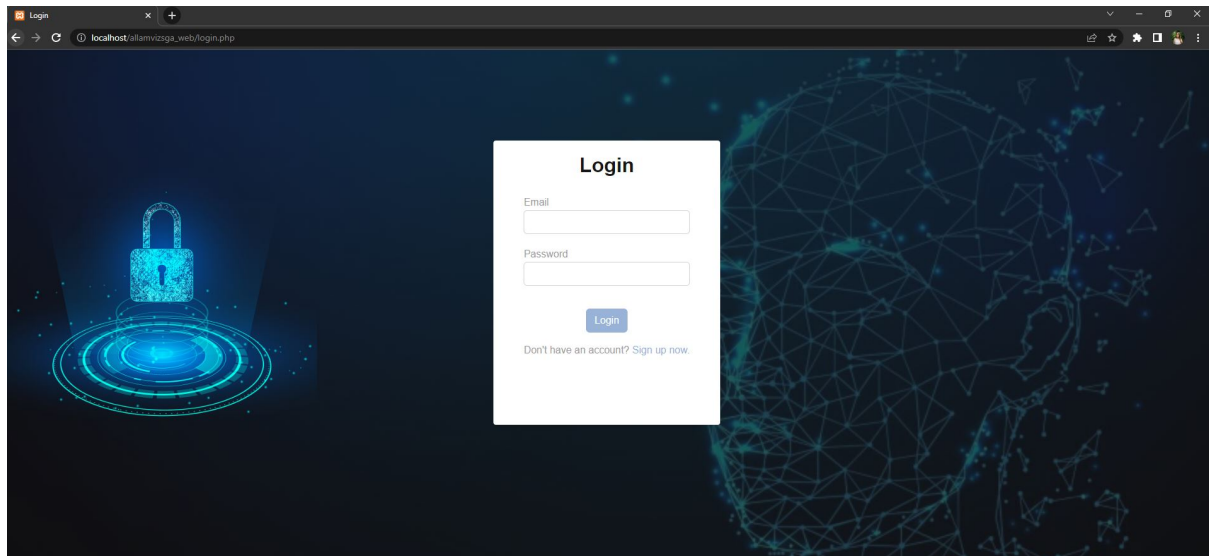 Login
localhost/allamvizsga_web/login.php
Login
Email
Password
Login
Don't have an account? Sign up now.